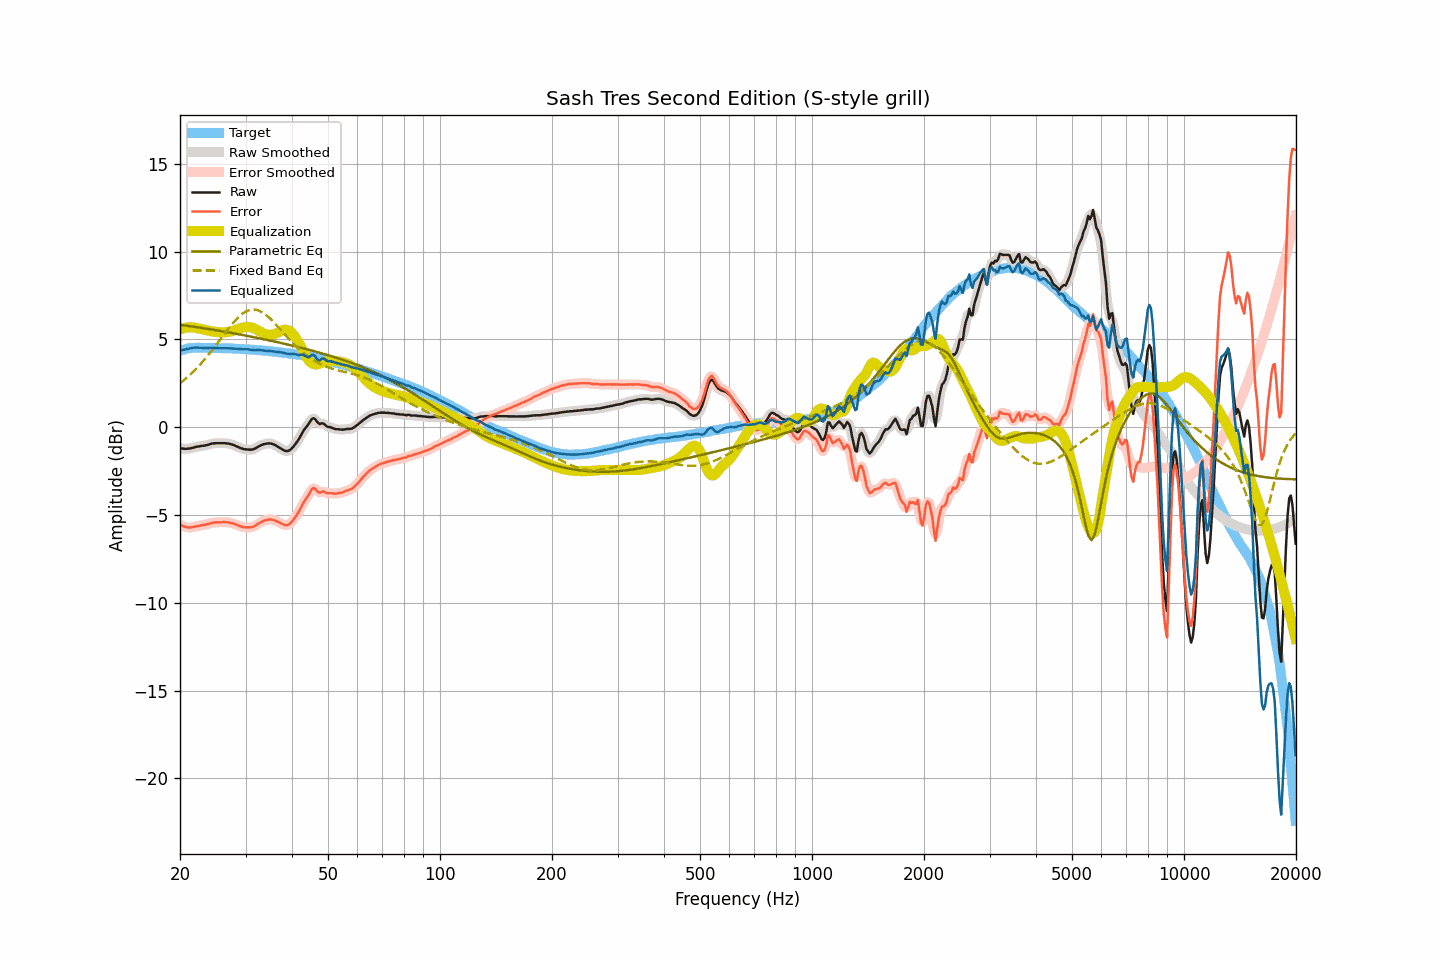 Sash Tres Second Edition (S-style grill)
Target
Raw Smoothed
Error Smoothed
Raw
Error
Equalization
Parametric Eq
Fixed Band Eq
Equalized
15
10
5
0
−5
−10
−15
−20
Amplitude (dBr)
20 50 100 200 500 1000 2000 5000 10000 20000
Frequency (Hz)